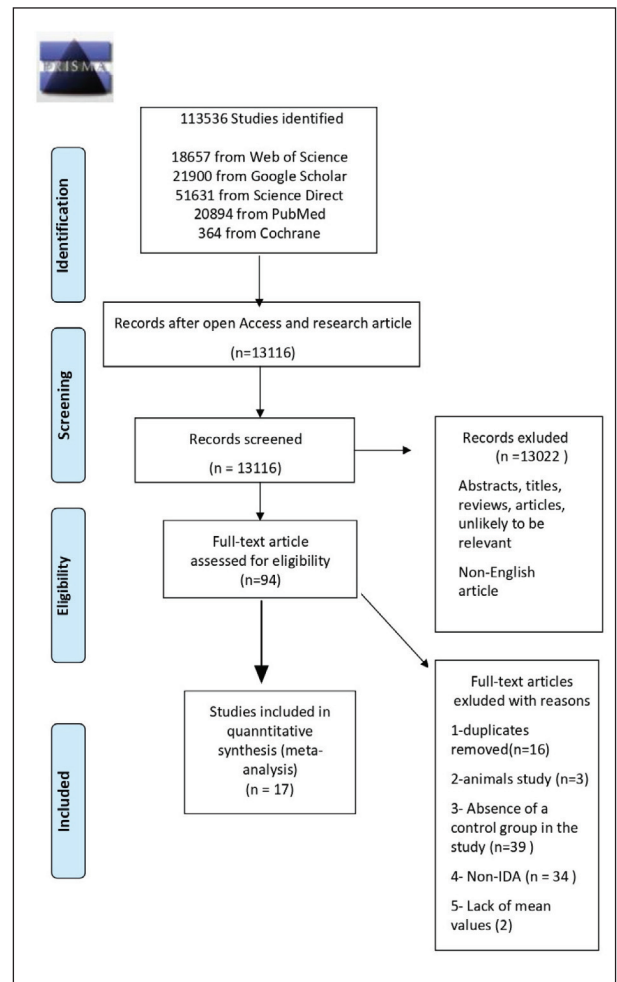 PRISMA
113536 Studies identified
18657 from Web of Science
21900 from Google Scholar
51631 from Science Direct
20894 from PubMed
364 from Cochrane
Identification
Records after open Access and research article
(n=13116)
Screening
Records screened
(n = 13116)
Records exluded
(n =13022 )
Abstracts, titles,
reviews, articles,
unlikely to be
relevant
Non-English
article
Eligibility
Full-text article
assessed for eligibility
(n=94)
Full-text articles
exluded with reasons
1-duplicates
removed(n=16)
2-animals study (n=3)
3- Absence of a
control group in the
study (n=39 )
4- Non-IDA (n = 34 )
5- Lack of mean
values (2)
Included
Studies included in
quanntitative
synthesis (meta-
analysis)
(n = 17)